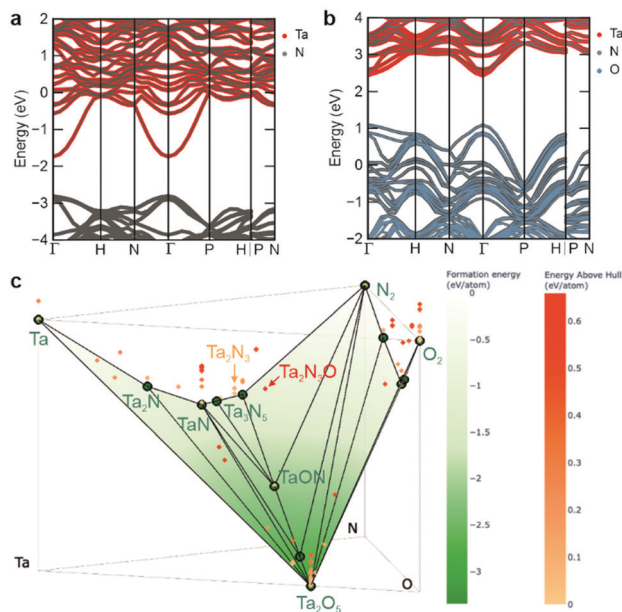 a
2
1
0
−1
−2
−3
−4
Energy (eV)
Γ H N Γ P H P N
Ta
N
b
4
3
2
1
0
−1
−2
Energy (eV)
Γ H N Γ P H P N
Ta
N
O
c
N₂
Ta
O₂
Ta₂N₃
Ta₂N₃O
Ta₂N
TaN
Ta₃N₅
TaON
N
Ta
O
Ta₂O₅
Formation energy
(eV/atom)
0
−0.5
−1
−1.5
−2
−2.5
−3
Energy Above Hull
(eV/atom)
0.6
0.5
0.4
0.3
0.2
0.1
0